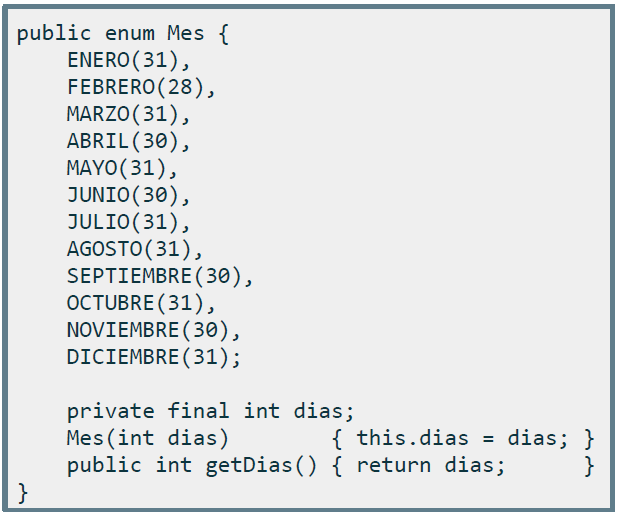 public enum Mes {
    ENERO(31),
    FEBRERO(28),
    MARZO(31),
    ABRIL(30),
    MAYO(31),
    JUNIO(30),
    JULIO(31),
    AGOSTO(31),
    SEPTIEMBRE(30),
    OCTUBRE(31),
    NOVIEMBRE(30),
    DICIEMBRE(31);

    private final int dias;
    Mes(int dias)        { this.dias = dias; }
    public int getDias() { return dias;      }
}